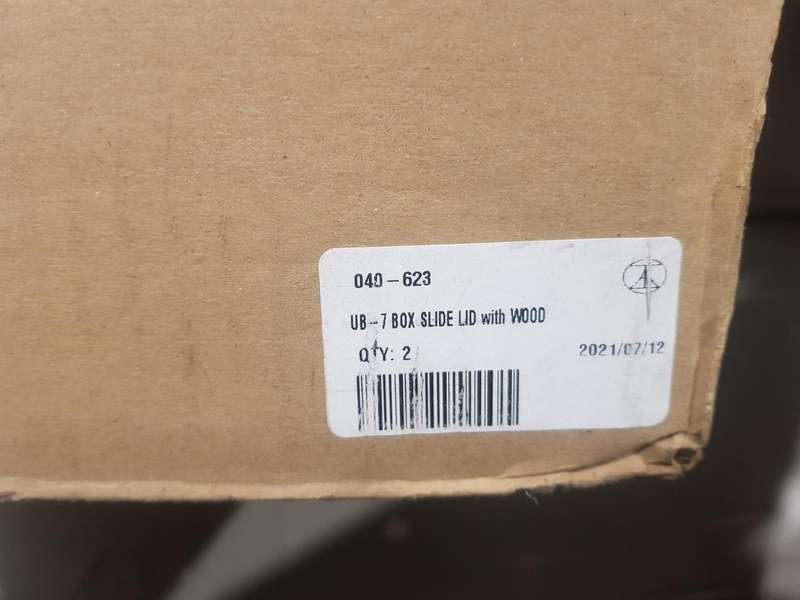 040-623
UB-7 BOX SLIDE LID with WOOD
QTY: 2
2021/07/12